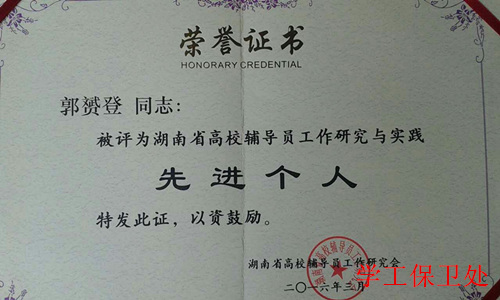 荣誉证书
HONORARY CREDENTIAL
郭赟登 同志:
被评为湖南省高校辅导员工作研究与实践
先进个人
特发此证，以资鼓励。
湖南省高校辅导员工作研究会
二〇一六年三月
学工保卫处